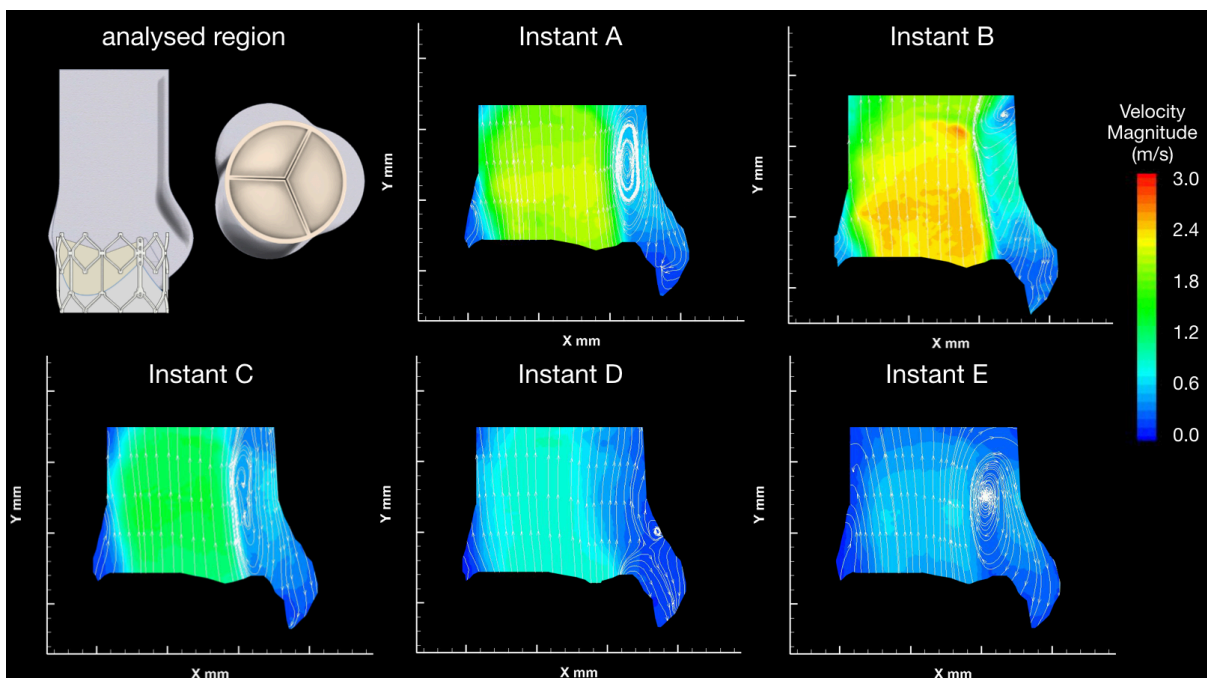 analysed region
Instant A
Instant B
Velocity
Magnitude
(m/s)
3.0
2.4
1.8
1.2
0.6
0.0
Y mm
X mm
Y mm
X mm
Instant C
Instant D
Instant E
Y mm
X mm
Y mm
X mm
Y mm
X mm